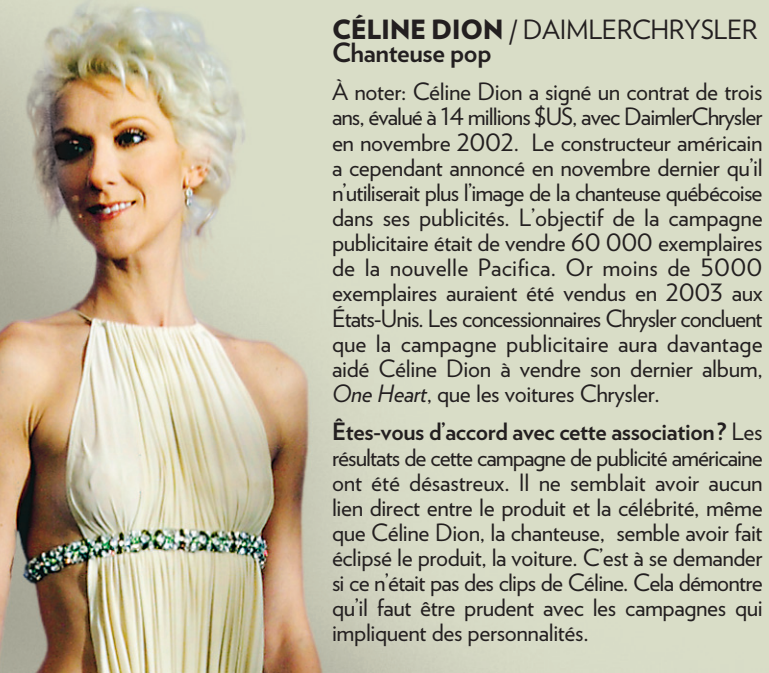 CÉLINE DION / DAIMLERCHRYSLER
Chanteuse pop
À noter: Céline Dion a signé un contrat de trois
ans, évalué à 14 millions $US, avec DaimlerChrysler
en novembre 2002. Le constructeur américain
a cependant annoncé en novembre dernier qu'il
n'utiliserait plus l'image de la chanteuse québécoise
dans ses publicités. L'objectif de la campagne
publicitaire était de vendre 60 000 exemplaires
de la nouvelle Pacifica. Or moins de 5000
exemplaires auraient été vendus en 2003 aux
États-Unis. Les concessionnaires Chrysler concluent
que la campagne publicitaire aura davantage
aidé Céline Dion à vendre son dernier album,
One Heart, que les voitures Chrysler.
Êtes-vous d'accord avec cette association? Les
résultats de cette campagne de publicité américaine
ont été désastreux. Il ne semblait avoir aucun
lien direct entre le produit et la célébrité, même
que Céline Dion, la chanteuse, semble avoir fait
éclipsé le produit, la voiture. C'est à se demander
si ce n'était pas des clips de Céline. Cela démontre
qu'il faut être prudent avec les campagnes qui
impliquent des personnalités.